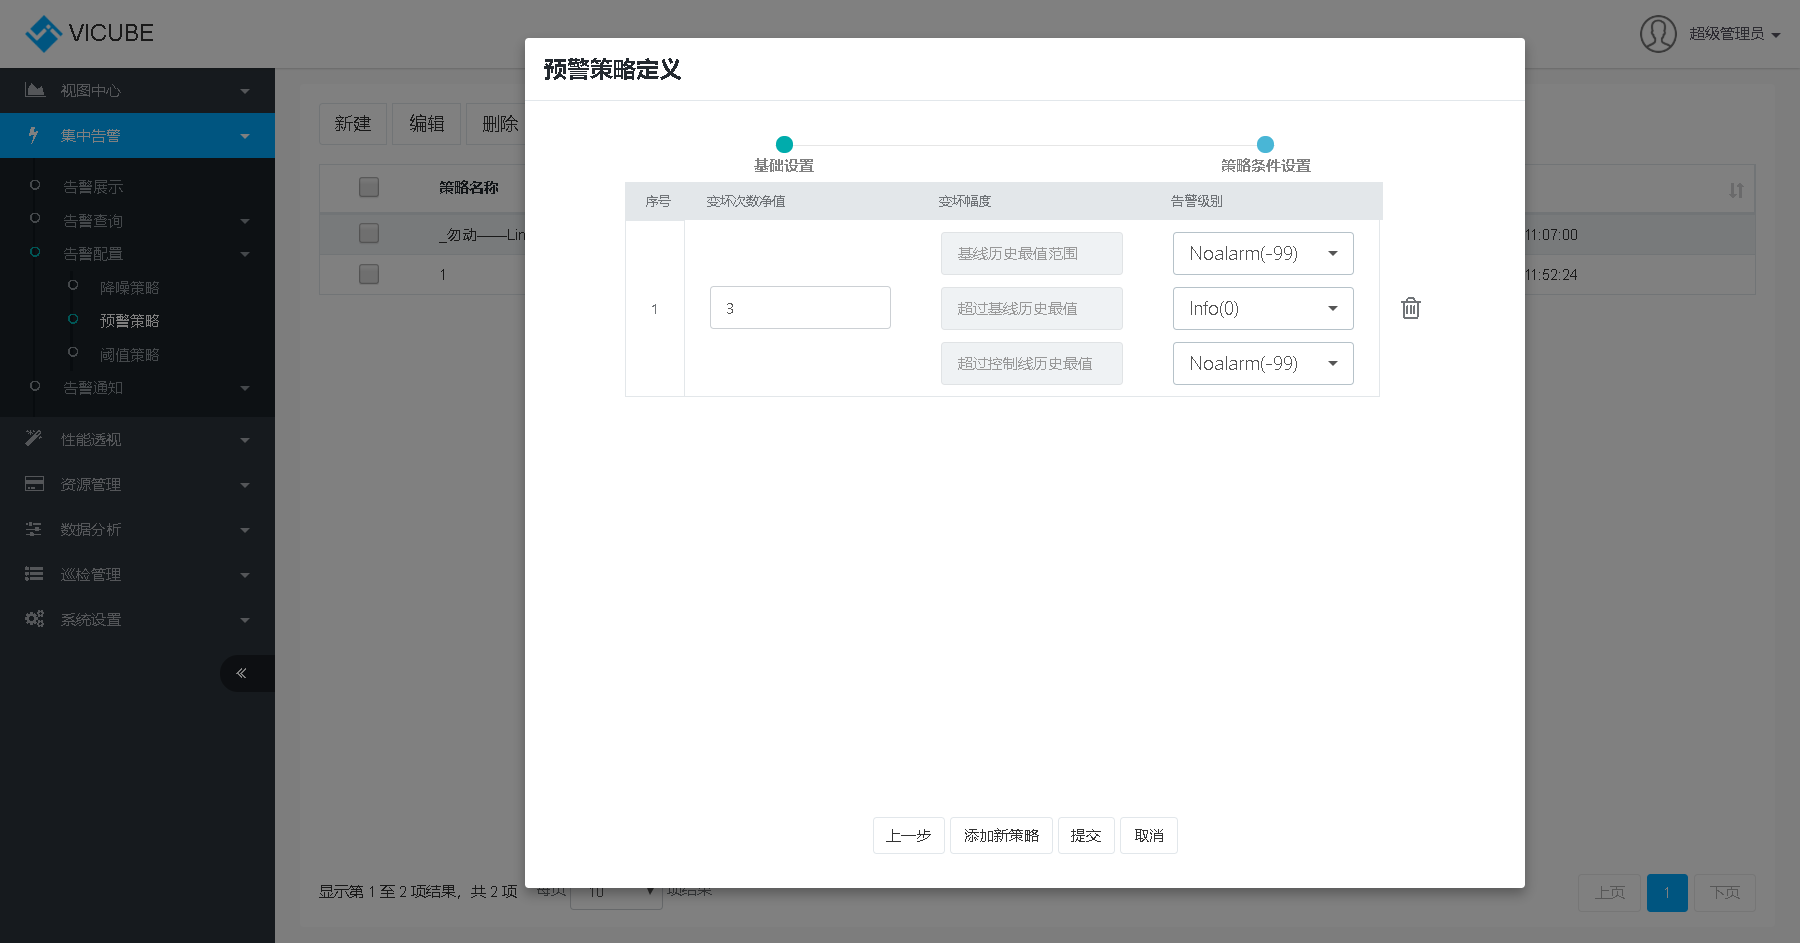 VICUBE
超级管理员
视图中心
集中告警
告警展示
告警查询
告警配置
降噪策略
预警策略
阈值策略
告警通知
性能透视
资源管理
数据分析
巡检管理
系统设置
新建 编辑 删除
策略名称
_勿动——Lin
11:07:00
1
11:52:24
预警策略定义
基础设置 策略条件设置
序号 变坏次数净值 变坏幅度 告警级别
1 3
基线历史最值范围 Noalarm(-99)
超过基线历史最值 Info(0)
超过控制线历史最值 Noalarm(-99)
上一步 添加新策略 提交 取消
显示第 1 至 2 项结果，共 2 项 每页 10 项结果
上页 1 下页